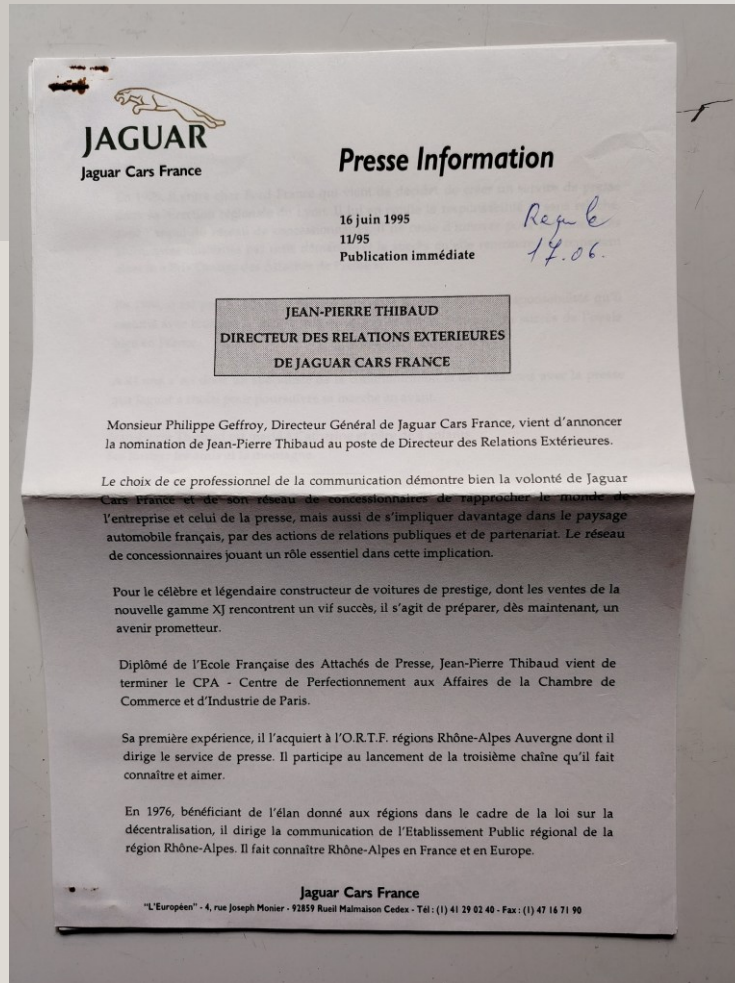 JAGUAR
Jaguar Cars France
Presse Information
16 juin 1995
11/95
Publication immédiate
Reçu le
17.06.
JEAN-PIERRE THIBAUD
DIRECTEUR DES RELATIONS EXTERIEURES
DE JAGUAR CARS FRANCE
Monsieur Philippe Geffroy, Directeur Général de Jaguar Cars France, vient d'annoncer
la nomination de Jean-Pierre Thibaud au poste de Directeur des Relations Extérieures.
Le choix de ce professionnel de la communication démontre bien la volonté de Jaguar
Cars France et de son réseau de concessionnaires de rapprocher le monde de
l'entreprise et celui de la presse, mais aussi de s'impliquer davantage dans le paysage
automobile français, par des actions de relations publiques et de partenariat. Le réseau
de concessionnaires jouant un rôle essentiel dans cette implication.
Pour le célèbre et légendaire constructeur de voitures de prestige, dont les ventes de la
nouvelle gamme XJ rencontrent un vif succès, il s'agit de préparer, dès maintenant, un
avenir prometteur.
Diplômé de l'Ecole Française des Attachés de Presse, Jean-Pierre Thibaud vient de
terminer le CPA - Centre de Perfectionnement aux Affaires de la Chambre de
Commerce et d'Industrie de Paris.
Sa première expérience, il l'acquiert à l'O.R.T.F. régions Rhône-Alpes Auvergne dont il
dirige le service de presse. Il participe au lancement de la troisième chaîne qu'il fait
connaître et aimer.
En 1976, bénéficiant de l'élan donné aux régions dans le cadre de la loi sur la
décentralisation, il dirige la communication de l'Etablissement Public régional de la
région Rhône-Alpes. Il fait connaître Rhône-Alpes en France et en Europe.
Jaguar Cars France
"L'Européen" - 4, rue Joseph Monier - 92859 Rueil Malmaison Cedex - Tél : (1) 41 29 02 40 - Fax : (1) 47 16 71 90